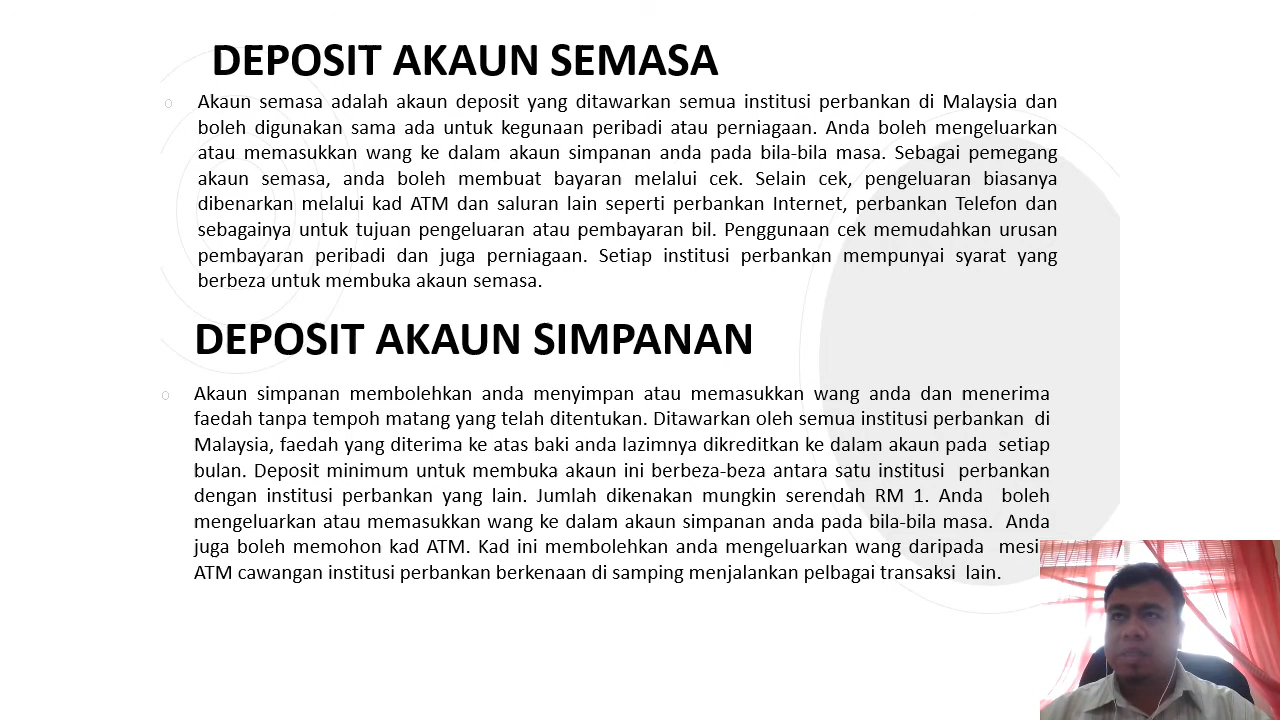 DEPOSIT AKAUN SEMASA
Akaun semasa adalah akaun deposit yang ditawarkan semua institusi perbankan di Malaysia dan
boleh digunakan sama ada untuk kegunaan peribadi atau perniagaan. Anda boleh mengeluarkan
atau memasukkan wang ke dalam akaun simpanan anda pada bila-bila masa. Sebagai pemegang
akaun semasa, anda boleh membuat bayaran melalui cek. Selain cek, pengeluaran biasanya
dibenarkan melalui kad ATM dan saluran lain seperti perbankan Internet, perbankan Telefon dan
sebagainya untuk tujuan pengeluaran atau pembayaran bil. Penggunaan cek memudahkan urusan
pembayaran peribadi dan juga perniagaan. Setiap institusi perbankan mempunyai syarat yang
berbeza untuk membuka akaun semasa.
DEPOSIT AKAUN SIMPANAN
Akaun simpanan membolehkan anda menyimpan atau memasukkan wang anda dan menerima
faedah tanpa tempoh matang yang telah ditentukan. Ditawarkan oleh semua institusi perbankan di
Malaysia, faedah yang diterima ke atas baki anda lazimnya dikreditkan ke dalam akaun pada setiap
bulan. Deposit minimum untuk membuka akaun ini berbeza-beza antara satu institusi perbankan
dengan institusi perbankan yang lain. Jumlah dikenakan mungkin serendah RM 1. Anda boleh
mengeluarkan atau memasukkan wang ke dalam akaun simpanan anda pada bila-bila masa. Anda
juga boleh memohon kad ATM. Kad ini membolehkan anda mengeluarkan wang daripada
ATM cawangan institusi perbankan berkenaan di samping menjalankan pelbagai transaksi lain.